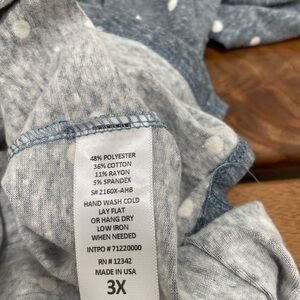 48% POLYESTER
36% COTTON
11% RAYON
5% SPANDEX
S# 2160X-AHB
HAND WASH COLD
LAY FLAT
OR HANG DRY
LOW IRON
WHEN NEEDED
INTPO # 71220000
RN # 12342
MADE IN USA
3X